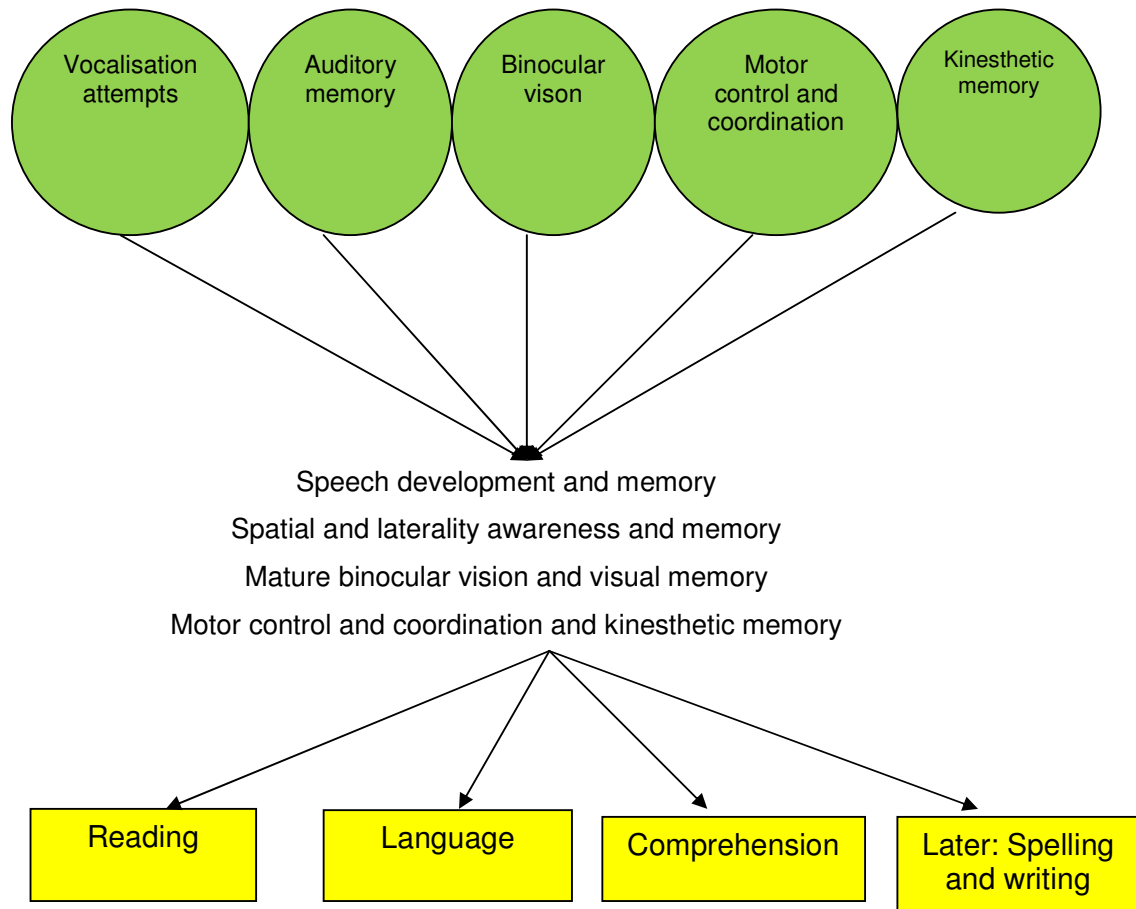 Vocalisation
attempts
Auditory
memory
Binocular
vison
Motor
control and
coordination
Kinesthetic
memory
Speech development and memory
Spatial and laterality awareness and memory
Mature binocular vision and visual memory
Motor control and coordination and kinesthetic memory
Reading
Language
Comprehension
Later: Spelling
and writing